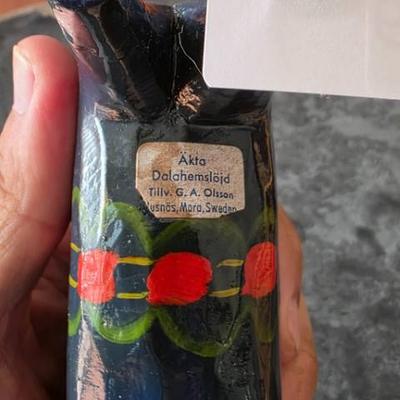 Äkta
Dalahemslöjd
Tillv. G. A. Olsson
Nusnäs, Mora, Sweden